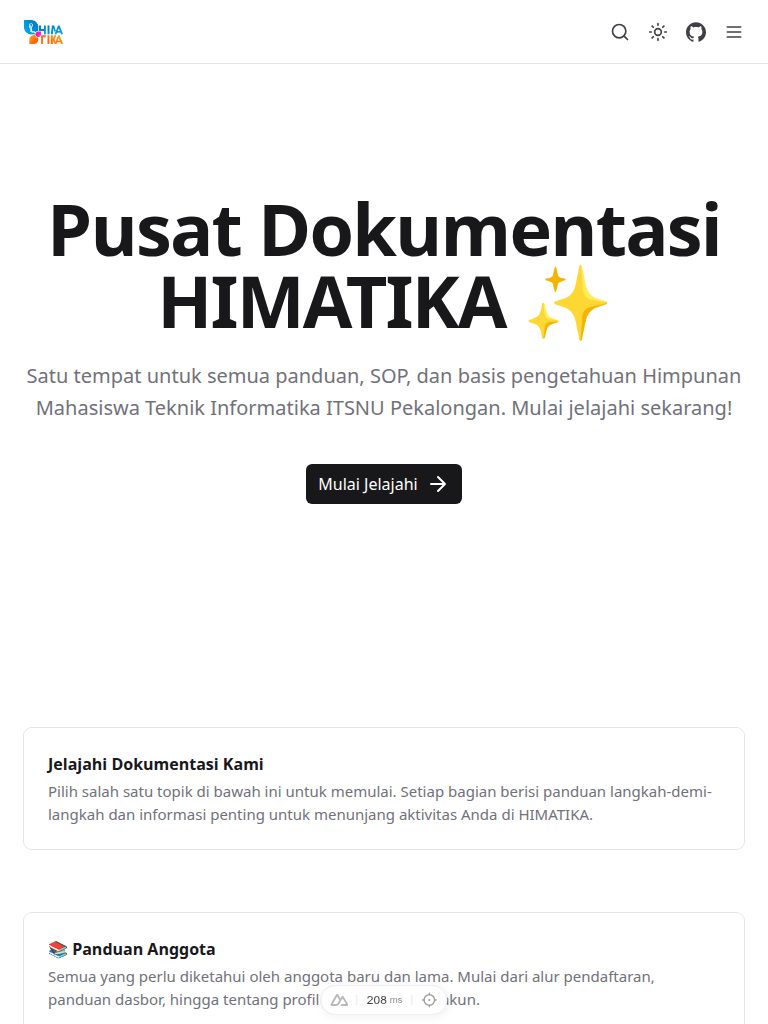 HIMA
TIKA
Pusat Dokumentasi
HIMATIKA ✨
Satu tempat untuk semua panduan, SOP, dan basis pengetahuan Himpunan
Mahasiswa Teknik Informatika ITSNU Pekalongan. Mulai jelajahi sekarang!
Mulai Jelajahi
Jelajahi Dokumentasi Kami
Pilih salah satu topik di bawah ini untuk memulai. Setiap bagian berisi panduan langkah-demi-
langkah dan informasi penting untuk menunjang aktivitas Anda di HIMATIKA.
📚 Panduan Anggota
Semua yang perlu diketahui oleh anggota baru dan lama. Mulai dari alur pendaftaran,
panduan dasbor, hingga tentang profil akun.
208 ms